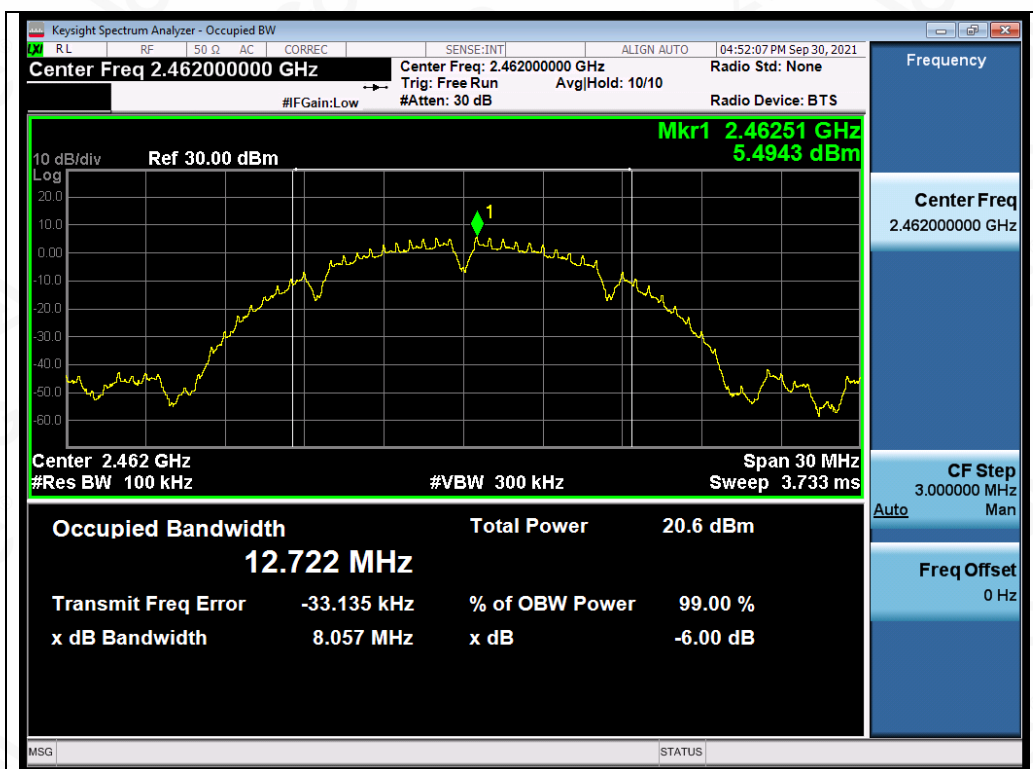 Keysight Spectrum Analyzer - Occupied BW
LXI RL RF 50 Ω AC CORREC SENSE:INT ALIGN AUTO 04:52:07 PM Sep 30, 2021
Center Freq 2.462000000 GHz
Center Freq: 2.462000000 GHz
Radio Std: None
Trig: Free Run Avg|Hold: 10/10
#IFGain:Low #Atten: 30 dB Radio Device: BTS
Mkr1 2.46251 GHz
5.4943 dBm
10 dB/div Ref 30.00 dBm
Log
20.0
10.0
1
0.00
-10.0
-20.0
-30.0
-40.0
-50.0
-60.0
Center 2.462 GHz Span 30 MHz
#Res BW 100 kHz #VBW 300 kHz Sweep 3.733 ms
Occupied Bandwidth Total Power 20.6 dBm
12.722 MHz
Transmit Freq Error -33.135 kHz % of OBW Power 99.00 %
x dB Bandwidth 8.057 MHz x dB -6.00 dB
Frequency
Center Freq
2.462000000 GHz
CF Step
3.000000 MHz
Auto Man
Freq Offset
0 Hz
MSG STATUS